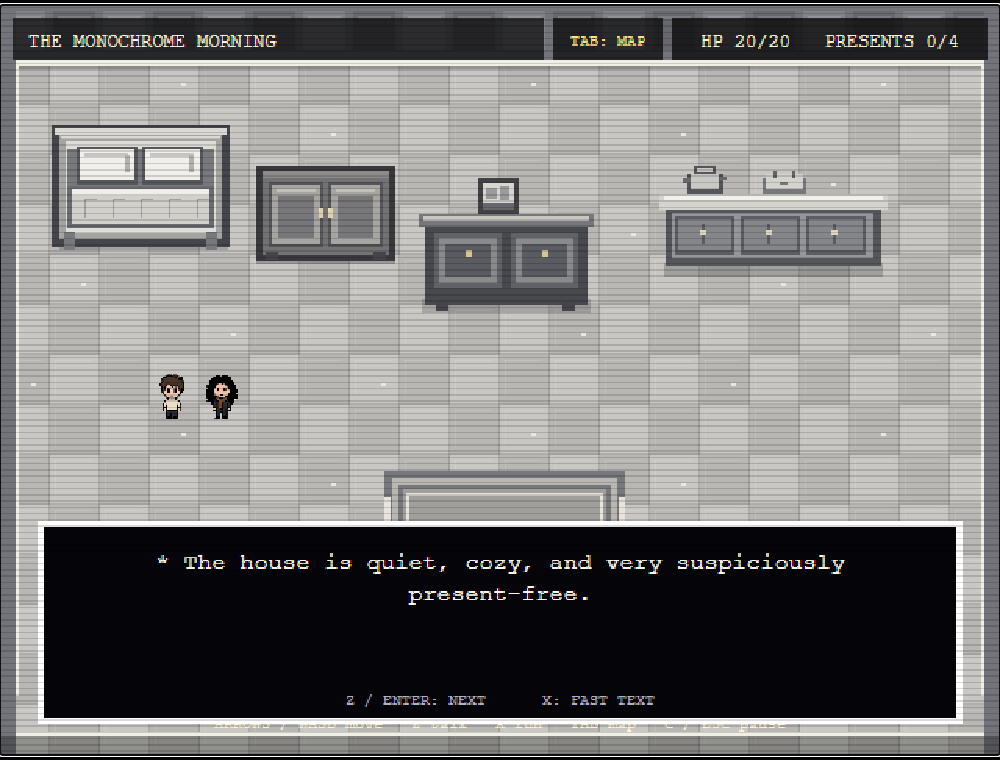 THE MONOCHROME MORNING
TAB: MAP
HP 20/20 PRESENTS 0/4
* The house is quiet, cozy, and very suspiciously
present-free.
Z / ENTER: NEXT X: FAST TEXT